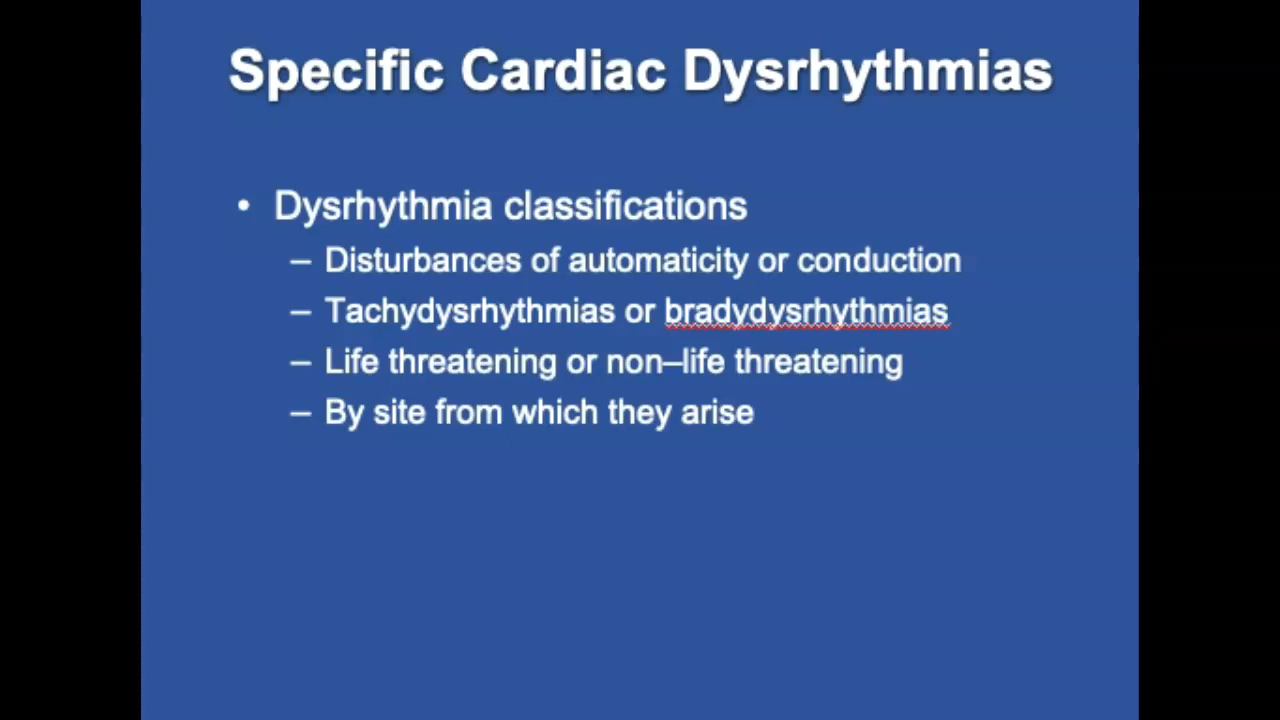 Specific Cardiac Dysrhythmias
• Dysrhythmia classifications
– Disturbances of automaticity or conduction
– Tachydysrhythmias or bradydysrhythmias
– Life threatening or non–life threatening
– By site from which they arise